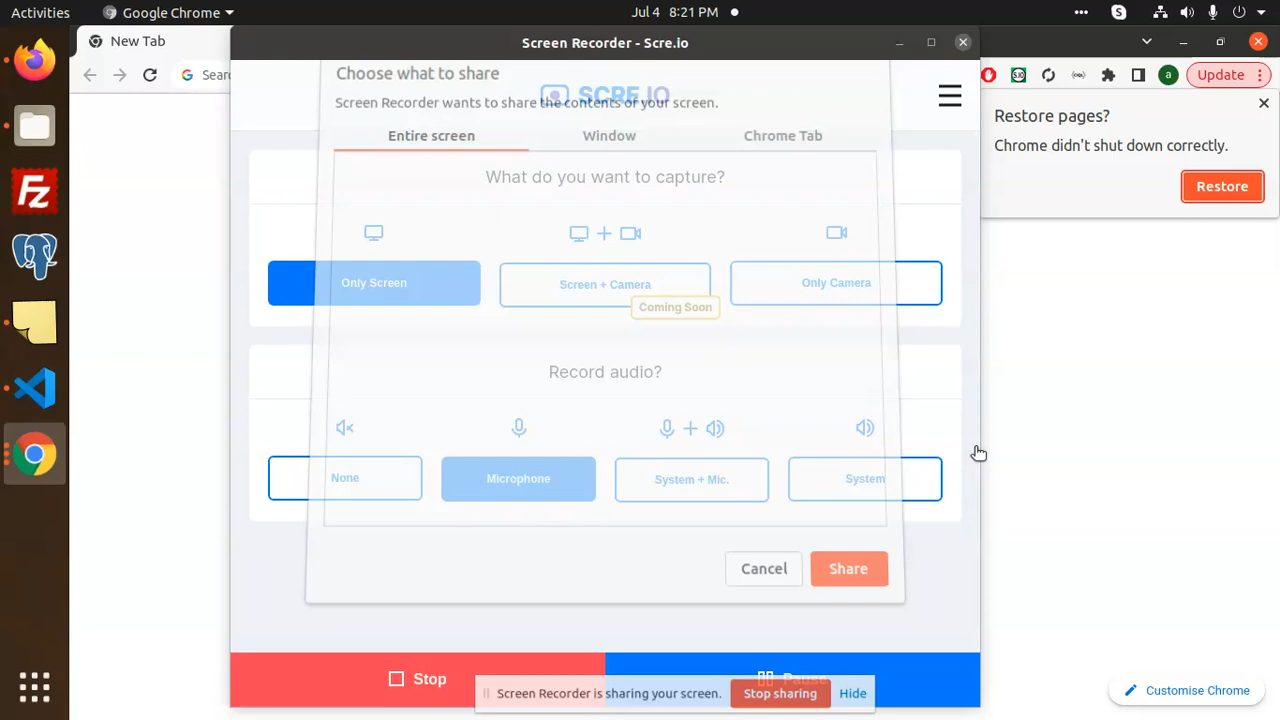 Activities
Google Chrome
Jul 4 8:21 PM
New Tab
Screen Recorder - Scre.io
Sear
Update
a
Choose what to share
SCRE.IO
Screen Recorder wants to share the contents of your screen.
Restore pages?
Chrome didn't shut down correctly.
Restore
Entire screen
Window
Chrome Tab
What do you want to capture?
Only Screen
Screen + Camera
Only Camera
Coming Soon
Record audio?
None
Microphone
System + Mic.
System
Cancel
Share
Stop
Pause
Screen Recorder is sharing your screen.
Stop sharing
Hide
Customise Chrome